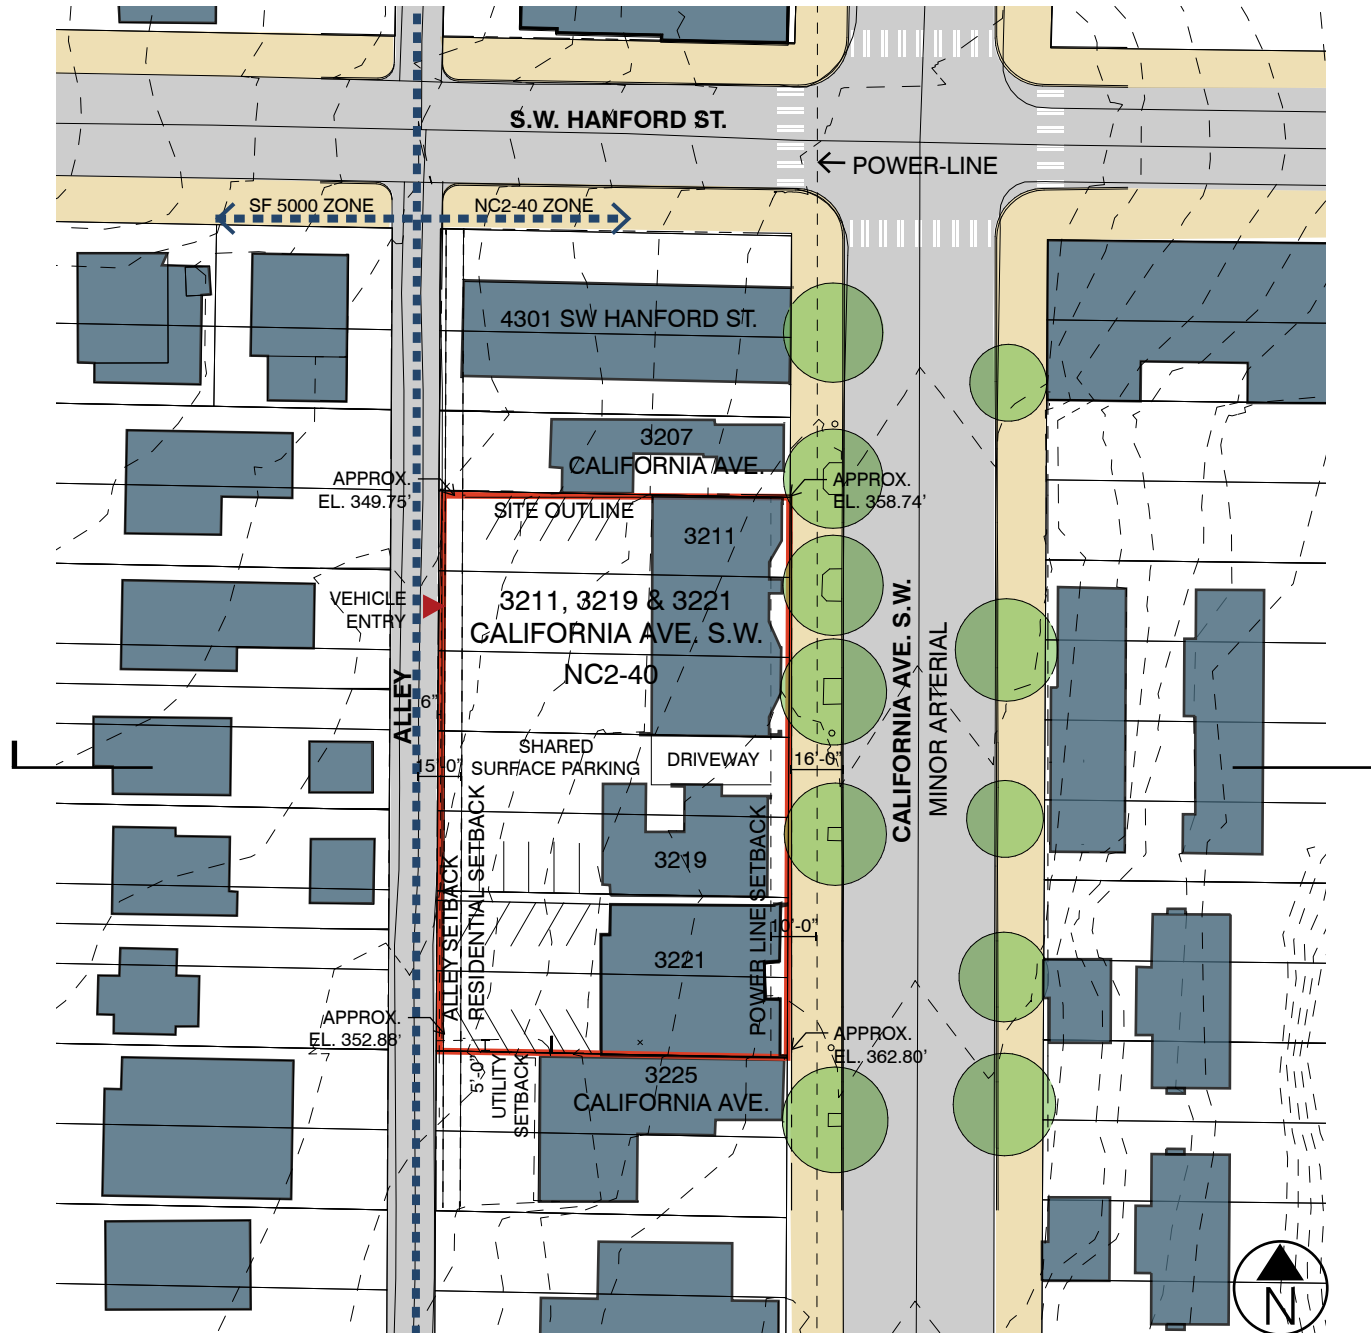 S.W. HANFORD ST.
POWER-LINE
SF 5000 ZONE
NC2-40 ZONE
4301 SW HANFORD ST.
3207
CALIFORNIA AVE.
APPROX.
EL. 349.75'
APPROX.
EL. 358.74'
SITE OUTLINE
3211
VEHICLE
ENTRY
3211, 3219 & 3221
CALIFORNIA AVE. S.W.
NC2-40
CALIFORNIA AVE. S.W.
MINOR ARTERIAL
ALLEY
6"
SHARED
SURFACE PARKING
DRIVEWAY
15'-0"
16'-0"
3219
ALLEY SETBACK
RESIDENTIAL SETBACK
POWER LINE SETBACK
10'-0"
3221
APPROX.
EL. 352.88'
APPROX.
EL. 362.80'
5'-0"
UTILITY
SETBACK
3225
CALIFORNIA AVE.
N